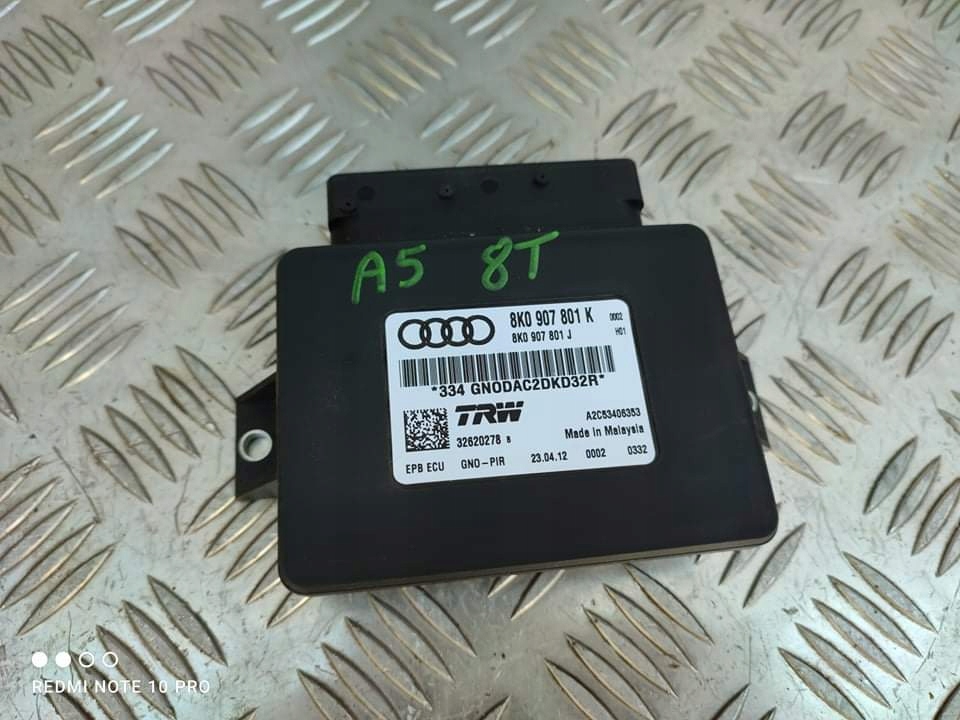 A5 8T
8K0 907 801 K 0002
8K0 907 801 J H01
*334 GNODAC2DKD32R*
TRW A2C53406353
32620278 B Made in Malaysia
EPB ECU GNO-PIR 23.04.12 0002 0332
REDMI NOTE 10 PRO